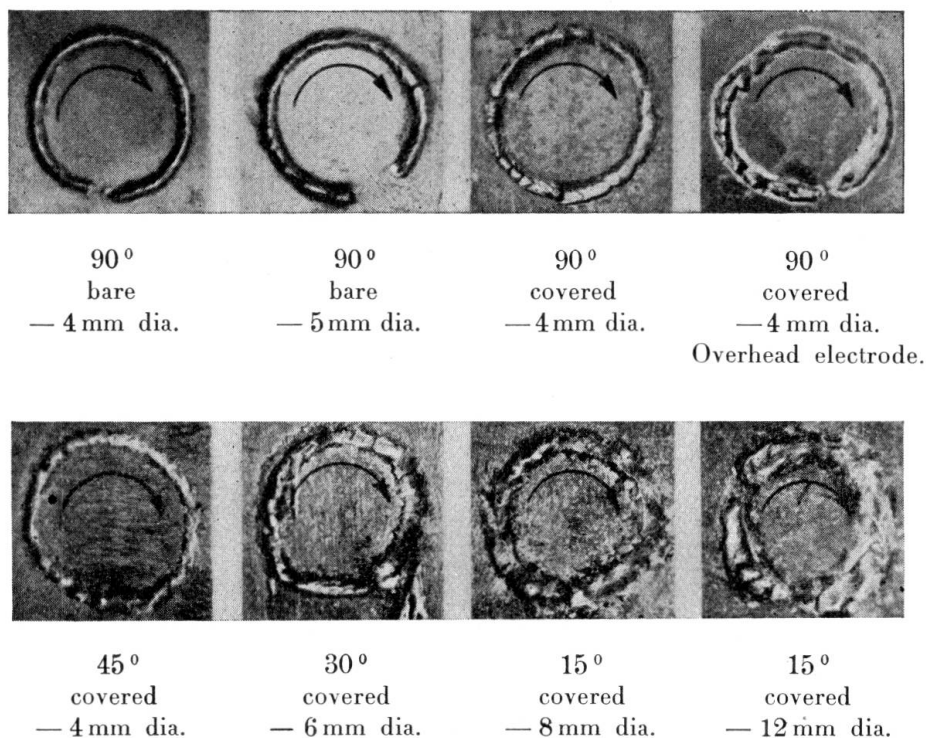 90° 90° 90° 90°
bare bare covered covered
— 4 mm dia. — 5 mm dia. — 4 mm dia. — 4 mm dia.
Overhead electrode.
45° 30° 15° 15°
covered covered covered covered
— 4 mm dia. — 6 mm dia. — 8 mm dia. — 12 mm dia.